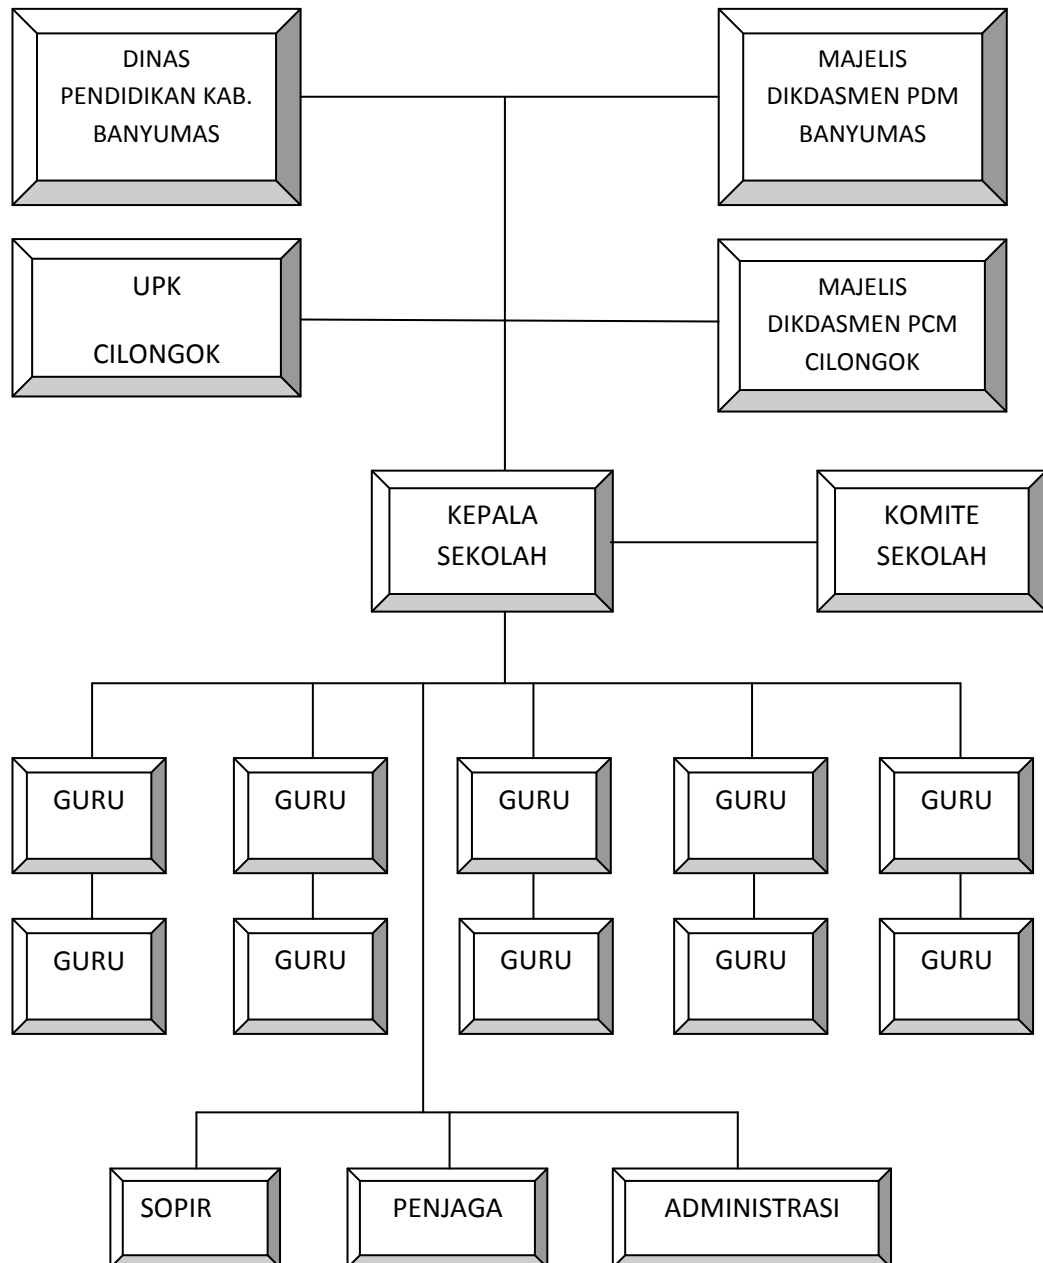 DINAS
PENDIDIKAN KAB.
BANYUMAS
MAJELIS
DIKDASMEN PDM
BANYUMAS
UPK
CILONGOK
MAJELIS
DIKDASMEN PCM
CILONGOK
KEPALA
SEKOLAH
KOMITE
SEKOLAH
GURU
GURU
GURU
GURU
GURU
GURU
GURU
GURU
GURU
GURU
SOPIR
PENJAGA
ADMINISTRASI